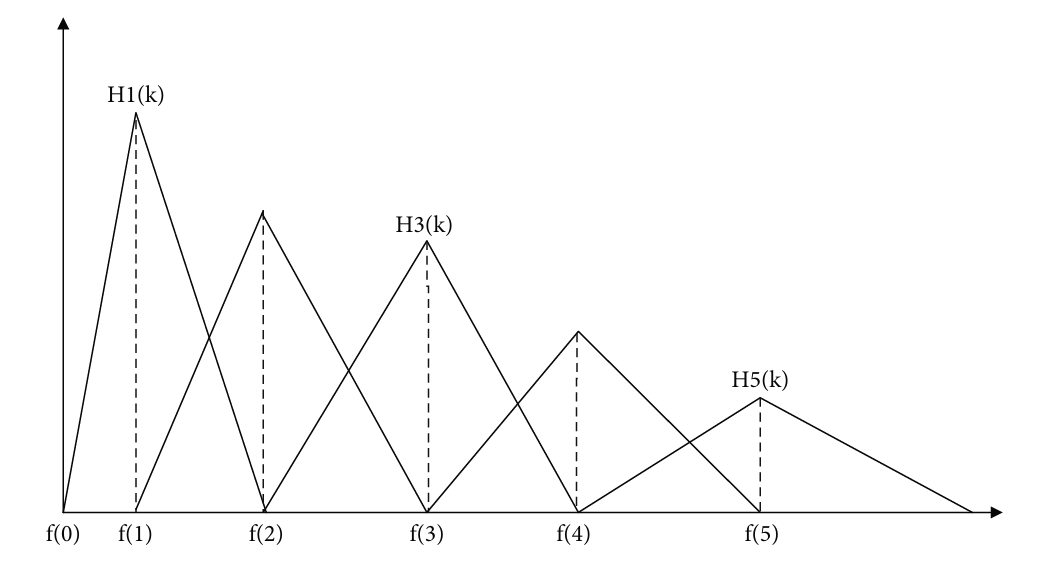 H1(k)
H3(k)
H5(k)
f(0) f(1) f(2) f(3) f(4) f(5)